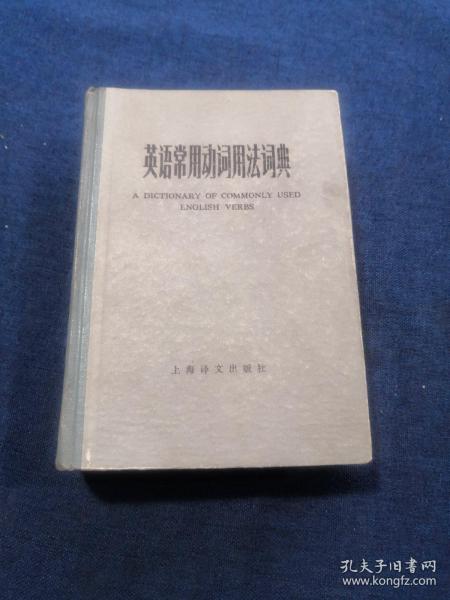 英语常用动词用法词典
A DICTIONARY OF COMMONLY USED
ENGLISH VERBS
上海译文出版社
孔夫子旧书网
www.kongfz.com